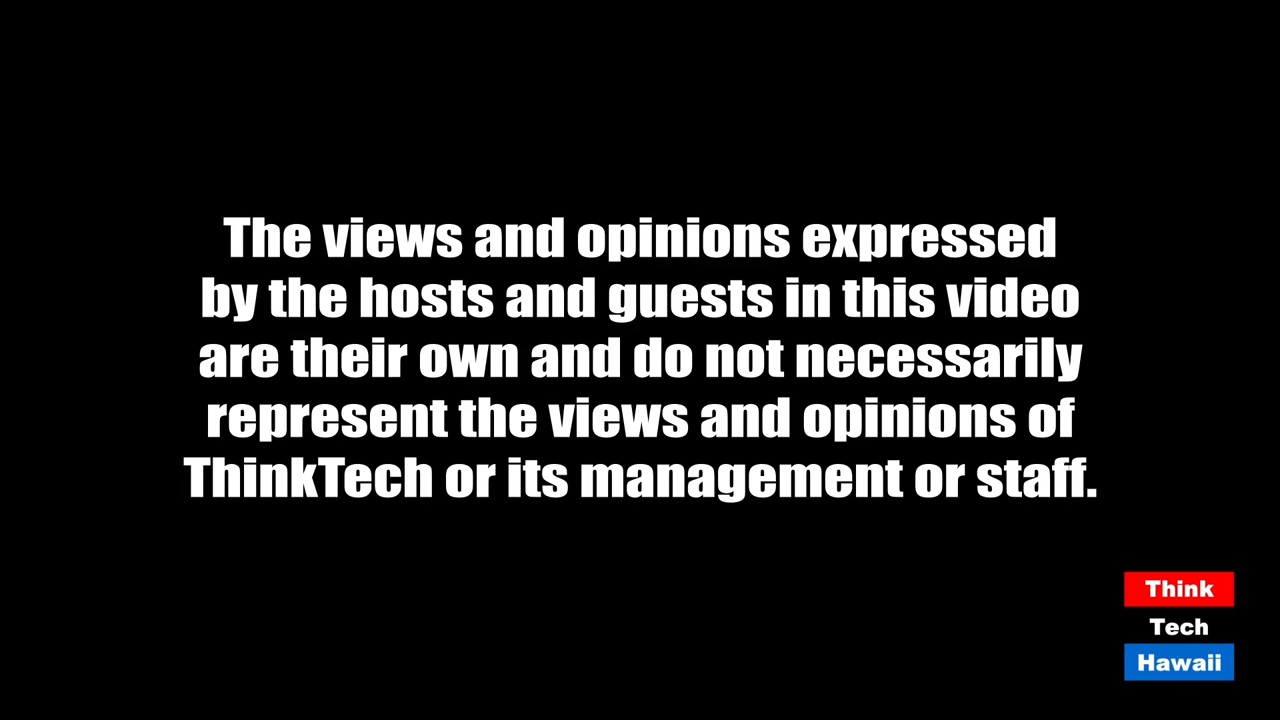 The views and opinions expressed
by the hosts and guests in this video
are their own and do not necessarily
represent the views and opinions of
ThinkTech or its management or staff.
Think
Tech
Hawaii